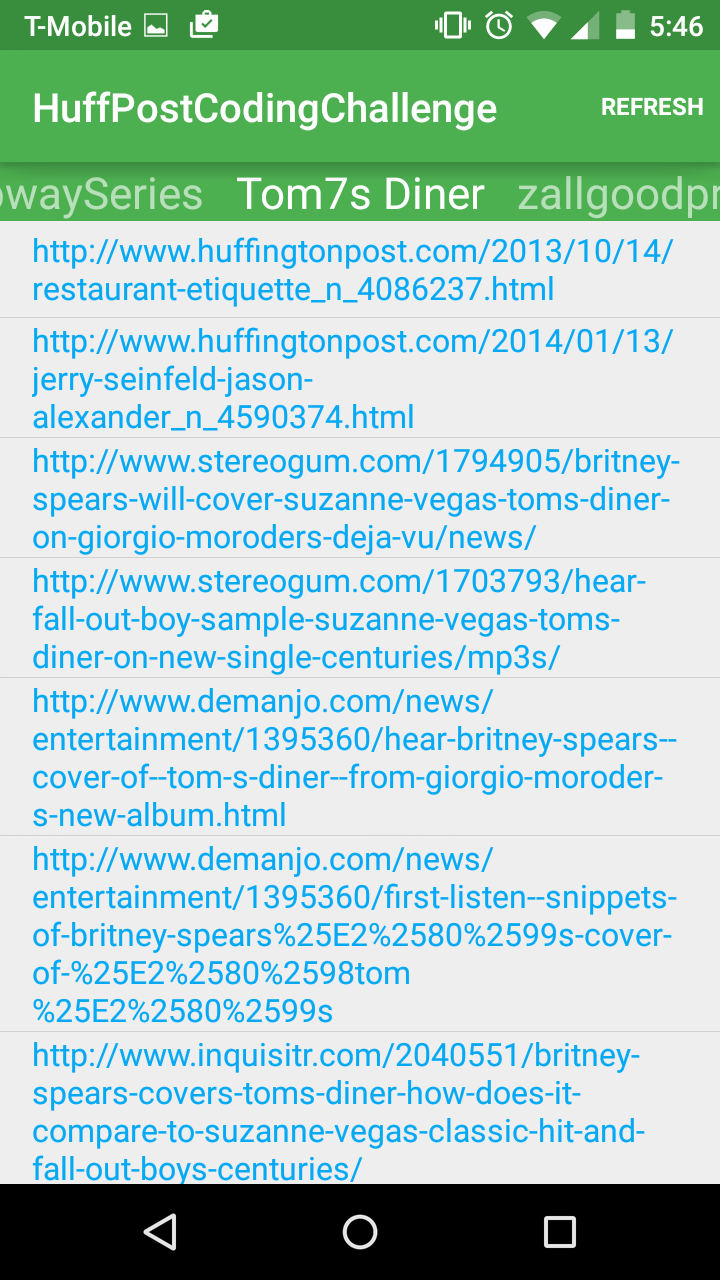 T-Mobile 5:46
HuffPostCodingChallenge REFRESH
waySeries Tom7s Diner zallgoodpr
http://www.huffingtonpost.com/2013/10/14/
restaurant-etiquette_n_4086237.html
http://www.huffingtonpost.com/2014/01/13/
jerry-seinfeld-jason-
alexander_n_4590374.html
http://www.stereogum.com/1794905/britney-
spears-will-cover-suzanne-vegas-toms-diner-
on-giorgio-moroders-deja-vu/news/
http://www.stereogum.com/1703793/hear-
fall-out-boy-sample-suzanne-vegas-toms-
diner-on-new-single-centuries/mp3s/
http://www.demanjo.com/news/
entertainment/1395360/hear-britney-spears--
cover-of--tom-s-diner--from-giorgio-moroder-
s-new-album.html
http://www.demanjo.com/news/
entertainment/1395360/first-listen--snippets-
of-britney-spears%25E2%2580%2599s-cover-
of-%25E2%2580%2598tom
%25E2%2580%2599s
http://www.inquisitr.com/2040551/britney-
spears-covers-toms-diner-how-does-it-
compare-to-suzanne-vegas-classic-hit-and-
fall-out-boys-centuries/